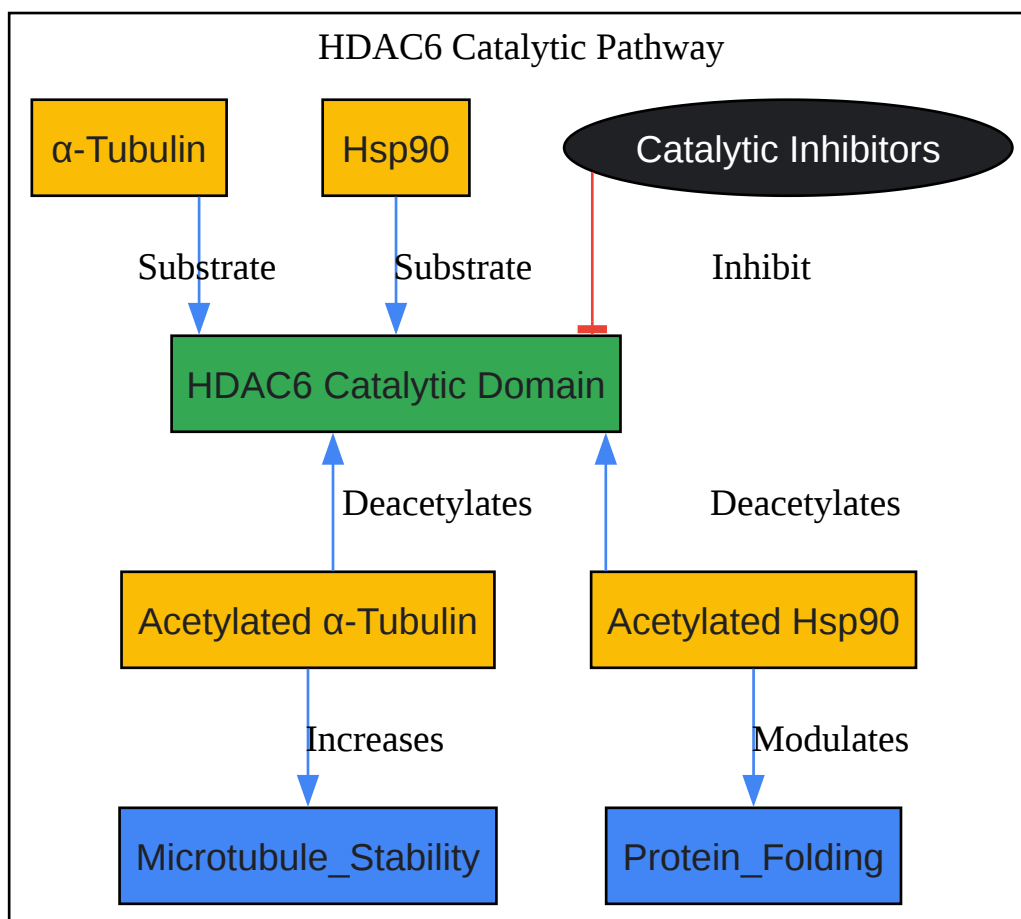 HDAC6 Catalytic Pathway
α-Tubulin
Hsp90
Catalytic Inhibitors
Substrate
Substrate
Inhibit
HDAC6 Catalytic Domain
Deacetylates
Deacetylates
Acetylated α-Tubulin
Acetylated Hsp90
Increases
Modulates
Microtubule_Stability
Protein_Folding